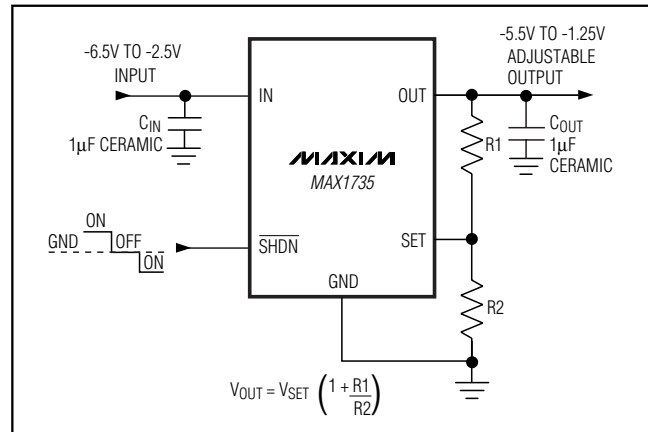 -6.5V TO -2.5V
INPUT
-5.5V TO -1.25V
ADJUSTABLE
OUTPUT
IN
OUT
CIN
1μF CERAMIC
R1
COUT
1μF
CERAMIC
MAXIM
MAX1735
ON
GND
OFF
ON
SHDN
SET
GND
R2
VOUT = VSET (1 + R1/R2)